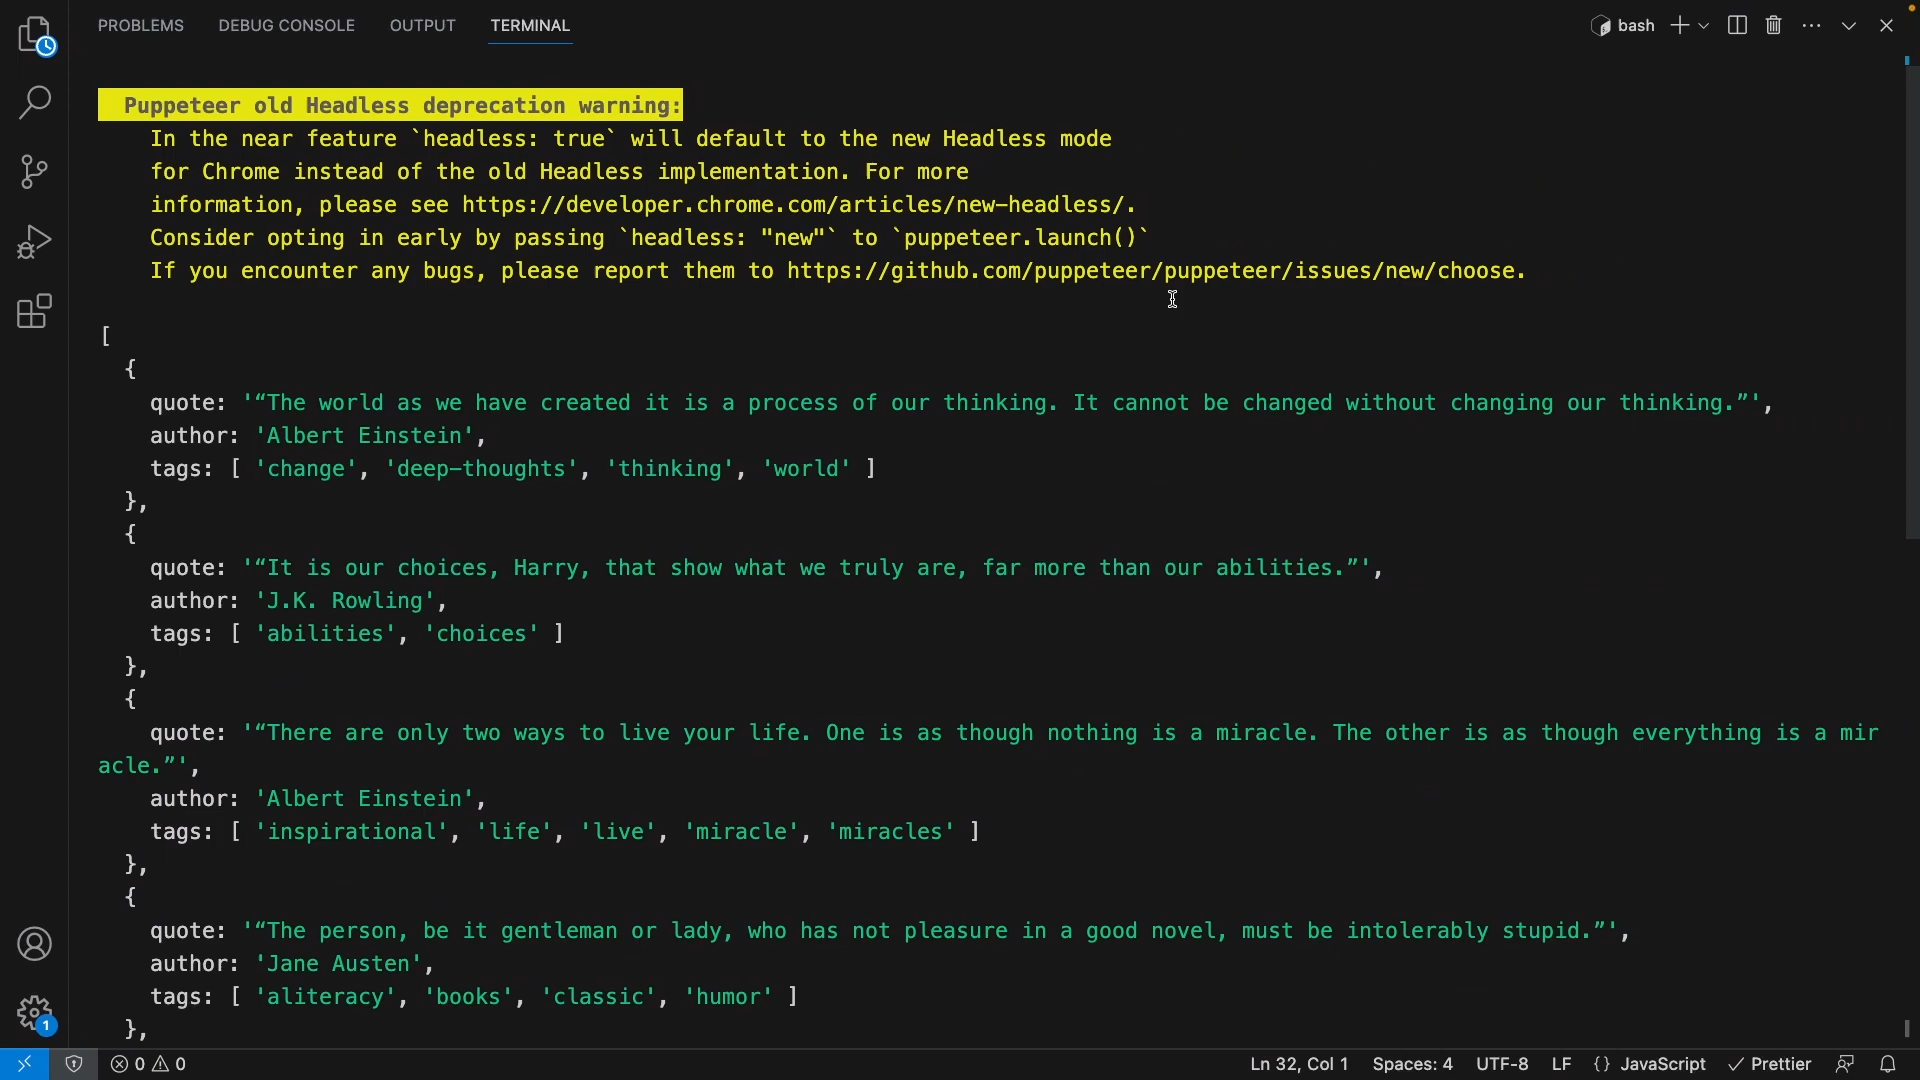 PROBLEMS DEBUG CONSOLE OUTPUT TERMINAL bash
Puppeteer old Headless deprecation warning:
In the near feature `headless: true` will default to the new Headless mode
for Chrome instead of the old Headless implementation. For more
information, please see https://developer.chrome.com/articles/new-headless/.
Consider opting in early by passing `headless: "new"` to `puppeteer.launch()`
If you encounter any bugs, please report them to https://github.com/puppeteer/puppeteer/issues/new/choose.
[
{
quote: '“The world as we have created it is a process of our thinking. It cannot be changed without changing our thinking.”',
author: 'Albert Einstein',
tags: [ 'change', 'deep-thoughts', 'thinking', 'world' ]
},
{
quote: '“It is our choices, Harry, that show what we truly are, far more than our abilities.”',
author: 'J.K. Rowling',
tags: [ 'abilities', 'choices' ]
},
{
quote: '“There are only two ways to live your life. One is as though nothing is a miracle. The other is as though everything is a mir
acle.”',
author: 'Albert Einstein',
tags: [ 'inspirational', 'life', 'live', 'miracle', 'miracles' ]
},
{
quote: '“The person, be it gentleman or lady, who has not pleasure in a good novel, must be intolerably stupid.”',
author: 'Jane Austen',
tags: [ 'aliteracy', 'books', 'classic', 'humor' ]
},
1
0 0 Ln 32, Col 1 Spaces: 4 UTF-8 LF {} JavaScript Prettier